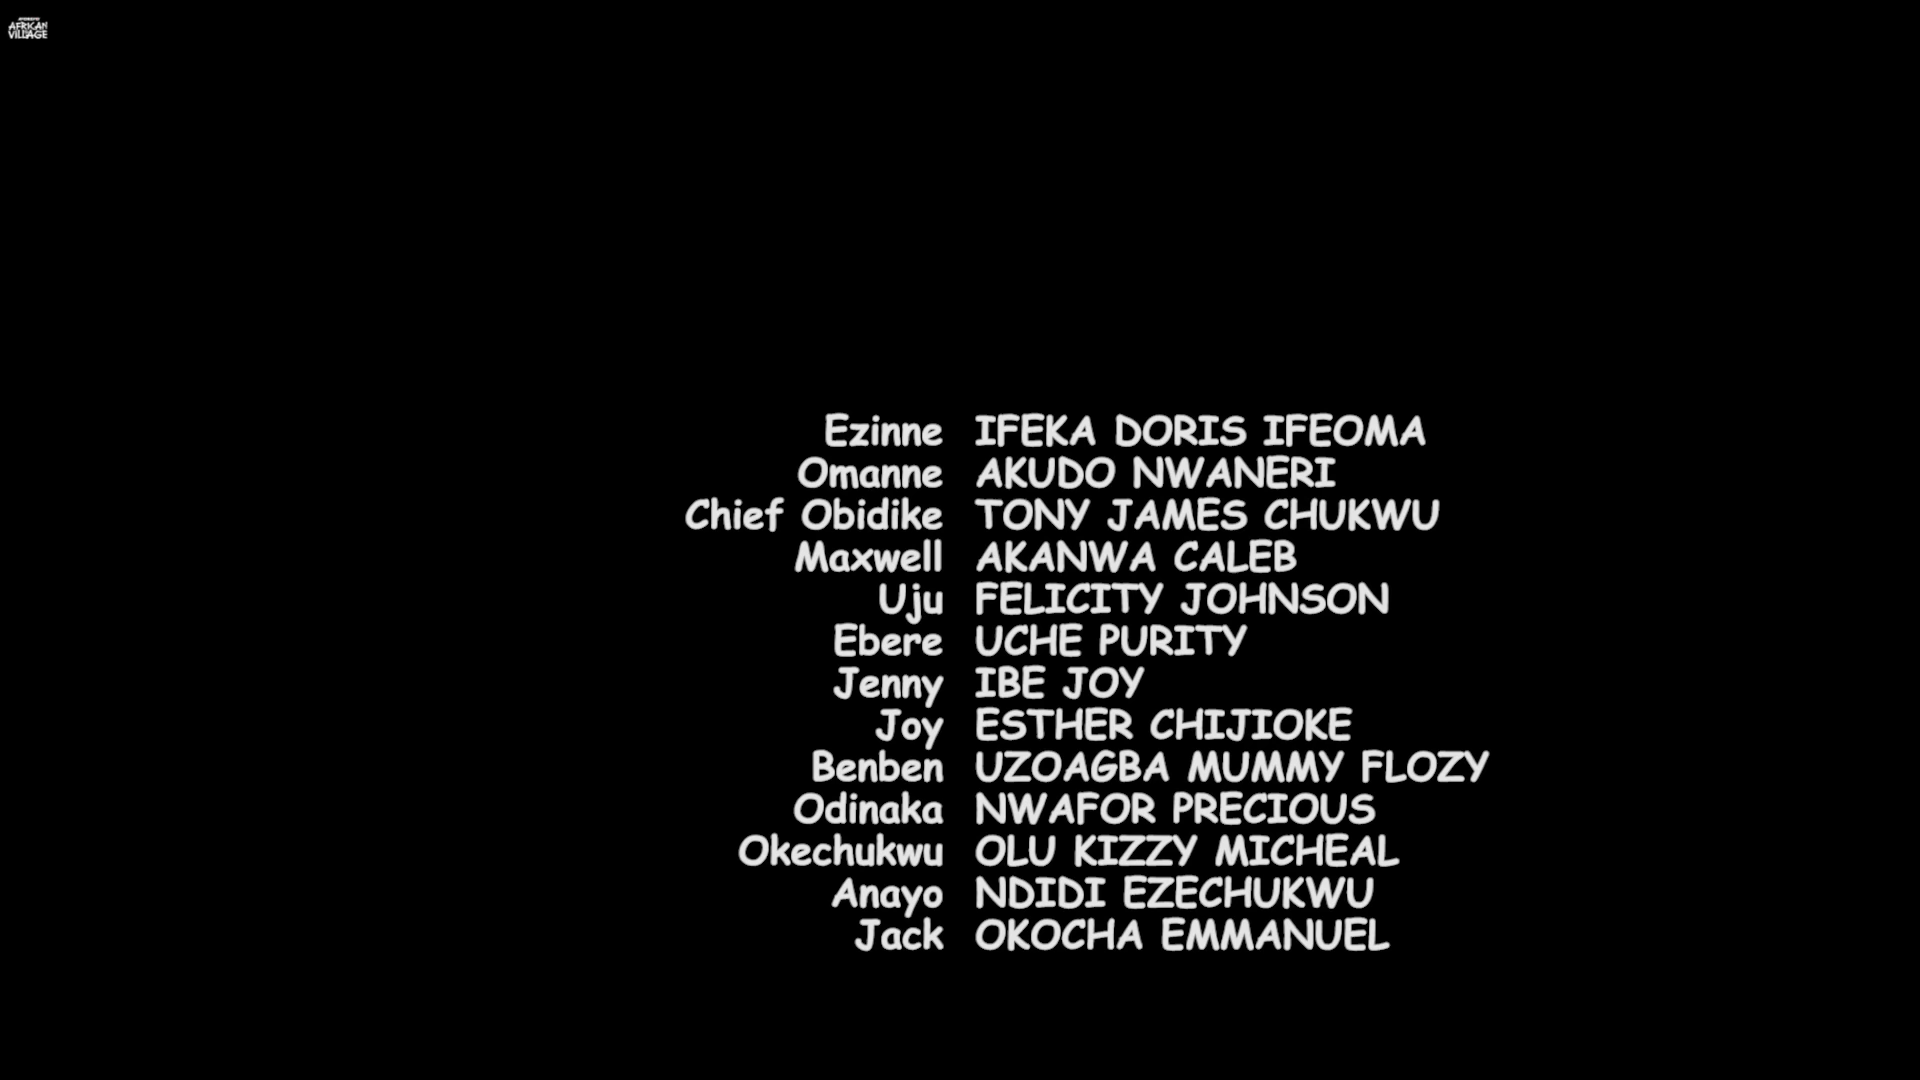 AFRICAN
VILLAGE
Ezinne IFEKA DORIS IFEOMA
Omanne AKUDO NWANERI
Chief Obidike TONY JAMES CHUKWU
Maxwell AKANWA CALEB
Uju FELICITY JOHNSON
Ebere UCHE PURITY
Jenny IBE JOY
Joy ESTHER CHIJIOKE
Benben UZOAGBA MUMMY FLOZY
Odinaka NWAFOR PRECIOUS
Okechukwu OLU KIZZY MICHEAL
Anayo NDIDI EZECHUKWU
Jack OKOCHA EMMANUEL